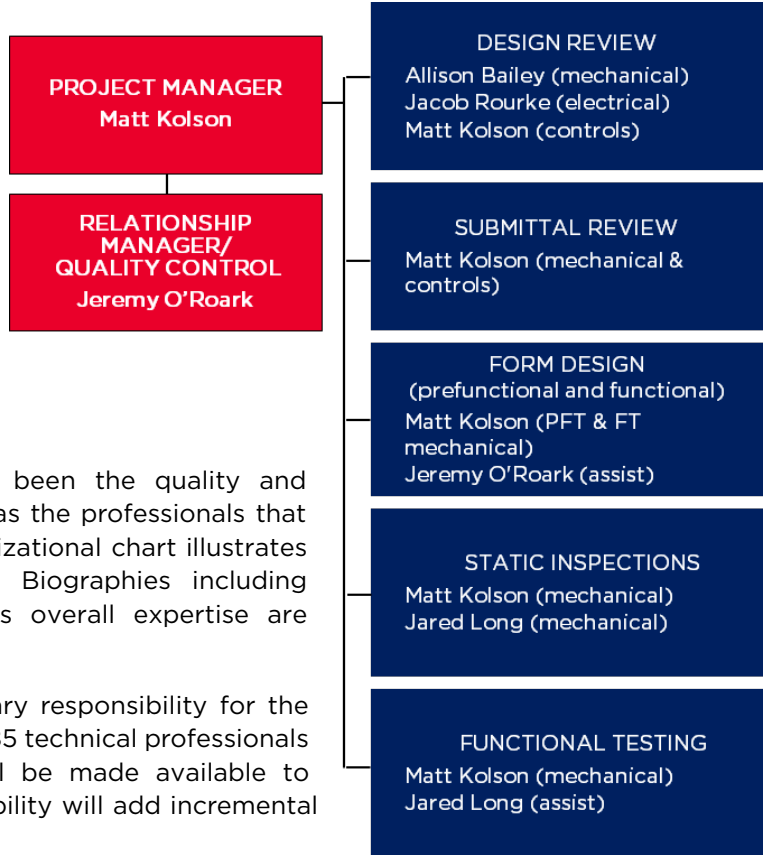 PROJECT MANAGER
Matt Kolson
RELATIONSHIP
MANAGER/
QUALITY CONTROL
Jeremy O'Roark
DESIGN REVIEW
Allison Bailey (mechanical)
Jacob Rourke (electrical)
Matt Kolson (controls)
SUBMITTAL REVIEW
Matt Kolson (mechanical &
controls)
FORM DESIGN
(prefunctional and functional)
Matt Kolson (PFT & FT
mechanical)
Jeremy O'Roark (assist)
STATIC INSPECTIONS
Matt Kolson (mechanical)
Jared Long (mechanical)
FUNCTIONAL TESTING
Matt Kolson (mechanical)
Jared Long (assist)
been the quality and
as the professionals that
izational chart illustrates
Biographies including
s overall expertise are
ary responsibility for the
35 technical professionals
l be made available to
bility will add incremental